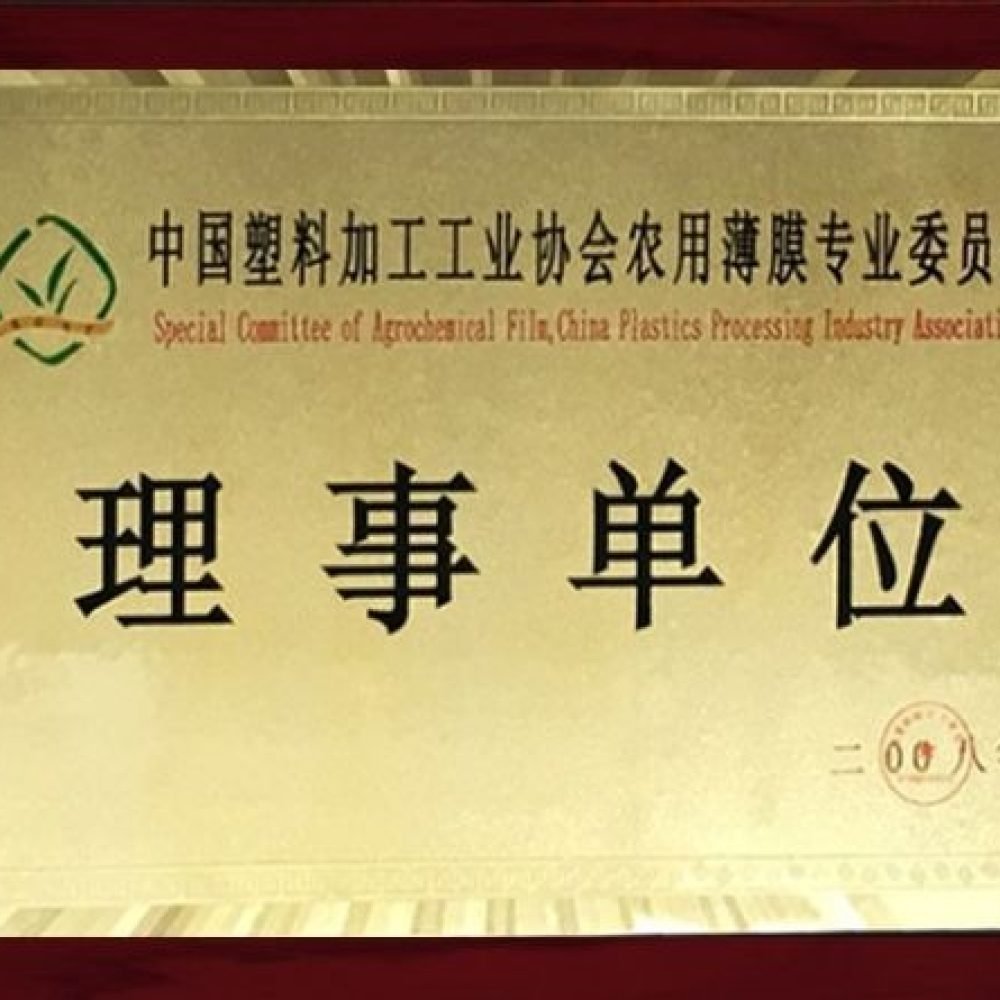 中国塑料加工工业协会农用薄膜专业委员
Special Committee of Agrochemical Film,China Plastics Processing Industry Associati
理事单位
二00八年